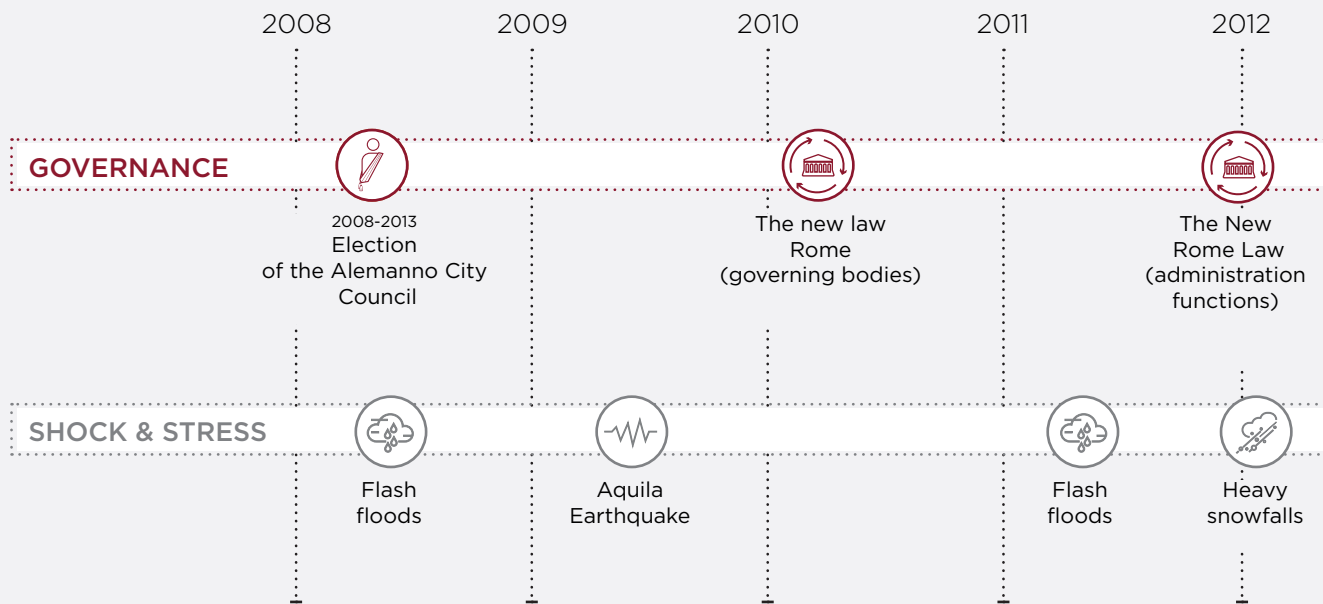 2008
2009
2010
2011
2012
GOVERNANCE
2008-2013
Election
of the Alemanno City
Council
The new law
Rome
(governing bodies)
The New
Rome Law
(administration
functions)
SHOCK & STRESS
Flash
floods
Aquila
Earthquake
Flash
floods
Heavy
snowfalls